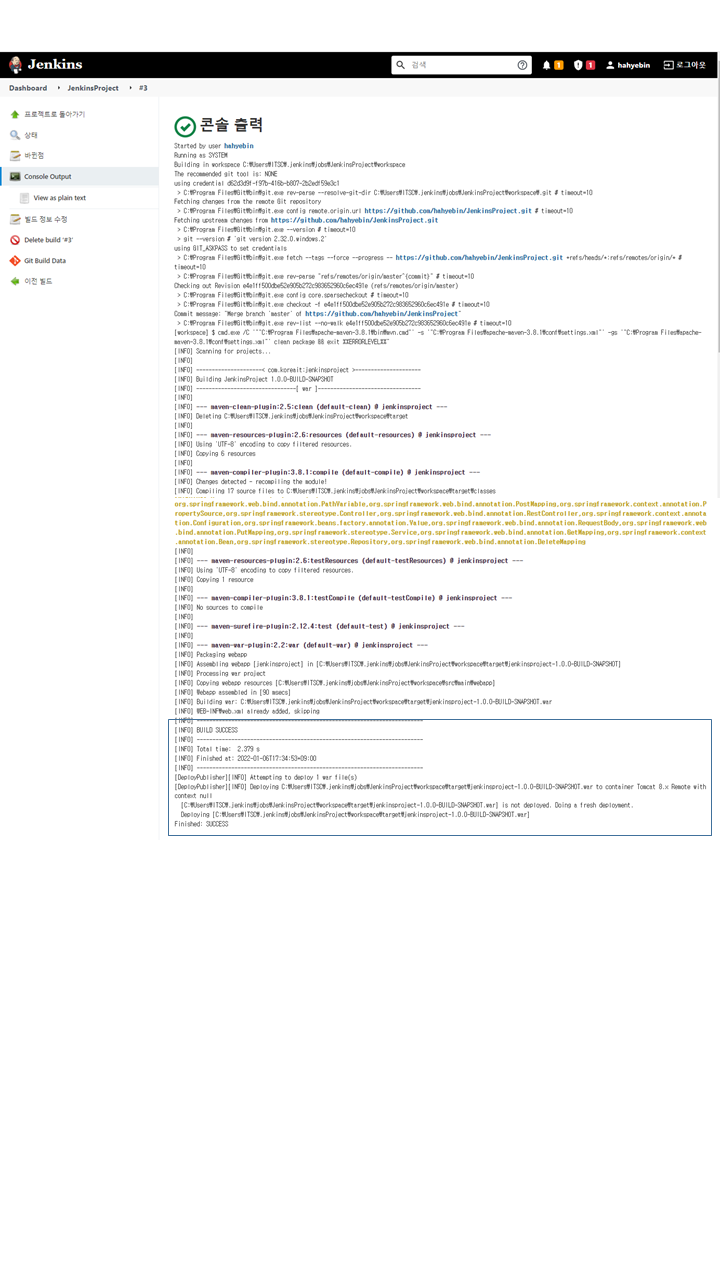 Jenkins
검색
1
1
hahyebin
로그아웃
Dashboard
JenkinsProject
#3
프로젝트로 돌아가기
상태
바뀐점
Console Output
View as plain text
빌드 정보 수정
Delete build '#3'
Git Build Data
이전 빌드
콘솔 출력
Started by user hahyebin
Running as SYSTEM
Building in workspace C:\Users\ITSC\.jenkins\jobs\JenkinsProject\workspace
The recommended git tool is: NONE
using credential d62d3d9f-f97b-416b-b807-2b2edf59a3c1
> C:\Program Files\Git\bin\git.exe rev-parse --resolve-git-dir C:\Users\ITSC\.jenkins\jobs\JenkinsProject\workspace\.git # timeout=10
Fetching changes from the remote Git repository
> C:\Program Files\Git\bin\git.exe config remote.origin.url https://github.com/hahyebin/JenkinsProject.git # timeout=10
Fetching upstream changes from https://github.com/hahyebin/JenkinsProject.git
> C:\Program Files\Git\bin\git.exe --version # timeout=10
> git --version # 'git version 2.32.0.windows.2'
using GIT_ASKPASS to set credentials
> C:\Program Files\Git\bin\git.exe fetch --tags --force --progress -- https://github.com/hahyebin/JenkinsProject.git +refs/heads/*:refs/remotes/origin/* #
timeout=10
> C:\Program Files\Git\bin\git.exe rev-parse "refs/remotes/origin/master^{commit}" # timeout=10
Checking out Revision e4e1ff500dbe52e905b272c983652960c6ec491e (refs/remotes/origin/master)
> C:\Program Files\Git\bin\git.exe config core.sparsecheckout # timeout=10
> C:\Program Files\Git\bin\git.exe checkout -f e4e1ff500dbe52e905b272c983652960c6ec491e # timeout=10
Commit message: "Merge branch 'master' of https://github.com/hahyebin/JenkinsProject"
> C:\Program Files\Git\bin\git.exe rev-list --no-walk e4e1ff500dbe52e905b272c983652960c6ec491e # timeout=10
[workspace] $ cmd.exe /C '"^"C:\Program Files\apache-maven-3.8.1\bin\mvn.cmd^" -s ^"C:\Program Files\apache-maven-3.8.1\conf\settings.xml^" -gs ^"C:\Program Files\apache-
maven-3.8.1\conf\settings.xml^" clean package && exit %%ERRORLEVEL%%"
[INFO] Scanning for projects...
[INFO]
[INFO] ---------------------< com.koreait:jenkinsproject >---------------------
[INFO] Building JenkinsProject 1.0.0-BUILD-SNAPSHOT
[INFO] --------------------------------[ war ]---------------------------------
[INFO]
[INFO] --- maven-clean-plugin:2.5:clean (default-clean) @ jenkinsproject ---
[INFO] Deleting C:\Users\ITSC\.jenkins\jobs\JenkinsProject\workspace\target
[INFO]
[INFO] --- maven-resources-plugin:2.6:resources (default-resources) @ jenkinsproject ---
[INFO] Using 'UTF-8' encoding to copy filtered resources.
[INFO] Copying 6 resources
[INFO]
[INFO] --- maven-compiler-plugin:3.8.1:compile (default-compile) @ jenkinsproject ---
[INFO] Changes detected - recompiling the module!
[INFO] Compiling 17 source files to C:\Users\ITSC\.jenkins\jobs\JenkinsProject\workspace\target\classes
org.springframework.web.bind.annotation.PathVariable,org.springframework.web.bind.annotation.PostMapping,org.springframework.context.annotation.P
ropertySource,org.springframework.stereotype.Controller,org.springframework.web.bind.annotation.RestController,org.springframework.context.annota
tion.Configuration,org.springframework.beans.factory.annotation.Value,org.springframework.web.bind.annotation.RequestBody,org.springframework.web
.bind.annotation.PutMapping,org.springframework.stereotype.Service,org.springframework.web.bind.annotation.GetMapping,org.springframework.context
.annotation.Bean,org.springframework.stereotype.Repository,org.springframework.web.bind.annotation.DeleteMapping
[INFO]
[INFO] --- maven-resources-plugin:2.6:testResources (default-testResources) @ jenkinsproject ---
[INFO] Using 'UTF-8' encoding to copy filtered resources.
[INFO] Copying 1 resource
[INFO]
[INFO] --- maven-compiler-plugin:3.8.1:testCompile (default-testCompile) @ jenkinsproject ---
[INFO] No sources to compile
[INFO]
[INFO] --- maven-surefire-plugin:2.12.4:test (default-test) @ jenkinsproject ---
[INFO]
[INFO] --- maven-war-plugin:2.2:war (default-war) @ jenkinsproject ---
[INFO] Packaging webapp
[INFO] Assembling webapp [jenkinsproject] in [C:\Users\ITSC\.jenkins\jobs\JenkinsProject\workspace\target\jenkinsproject-1.0.0-BUILD-SNAPSHOT]
[INFO] Processing war project
[INFO] Copying webapp resources [C:\Users\ITSC\.jenkins\jobs\JenkinsProject\workspace\src\main\webapp]
[INFO] Webapp assembled in [90 msecs]
[INFO] Building war: C:\Users\ITSC\.jenkins\jobs\JenkinsProject\workspace\target\jenkinsproject-1.0.0-BUILD-SNAPSHOT.war
[INFO] WEB-INF\web.xml already added, skipping
[INFO] ------------------------------------------------------------------------
[INFO] BUILD SUCCESS
[INFO] ------------------------------------------------------------------------
[INFO] Total time:  2.379 s
[INFO] Finished at: 2022-01-06T17:34:53+09:00
[INFO] ------------------------------------------------------------------------
[DeployPublisher][INFO] Attempting to deploy 1 war file(s)
[DeployPublisher][INFO] Deploying C:\Users\ITSC\.jenkins\jobs\JenkinsProject\workspace\target\jenkinsproject-1.0.0-BUILD-SNAPSHOT.war to container Tomcat 8.x Remote with
context null
[C:\Users\ITSC\.jenkins\jobs\JenkinsProject\workspace\target\jenkinsproject-1.0.0-BUILD-SNAPSHOT.war] is not deployed. Doing a fresh deployment.
Deploying [C:\Users\ITSC\.jenkins\jobs\JenkinsProject\workspace\target\jenkinsproject-1.0.0-BUILD-SNAPSHOT.war]
Finished: SUCCESS